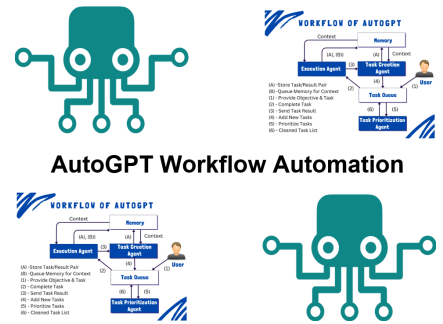 WORKFLOW OF AUTOGPT
Memory
Context
(A), (B)
(A)
Context
Execution Agent
(3)
Task Creation
Agent
(1)
User
(2)
(4)
Task Queue
(6)
(5)
Task Prioritization
Agent
(A) -Store Task/Result Pair
(B) - Queue Memory for Context
(1) - Provide Objective & Task
(2) - Complete Task
(3) - Send Task Result
(4) - Add New Tasks
(5) - Prioritize Tasks
(6) - Cleaned Task List
AutoGPT Workflow Automation
WORKFLOW OF AUTOGPT
Memory
Context
(A), (B)
(A)
Context
Execution Agent
(3)
Task Creation
Agent
(1)
User
(2)
(4)
Task Queue
(6)
(5)
Task Prioritization
Agent
(A) -Store Task/Result Pair
(B) - Queue Memory for Context
(1) - Provide Objective & Task
(2) - Complete Task
(3) - Send Task Result
(4) - Add New Tasks
(5) - Prioritize Tasks
(6) - Cleaned Task List